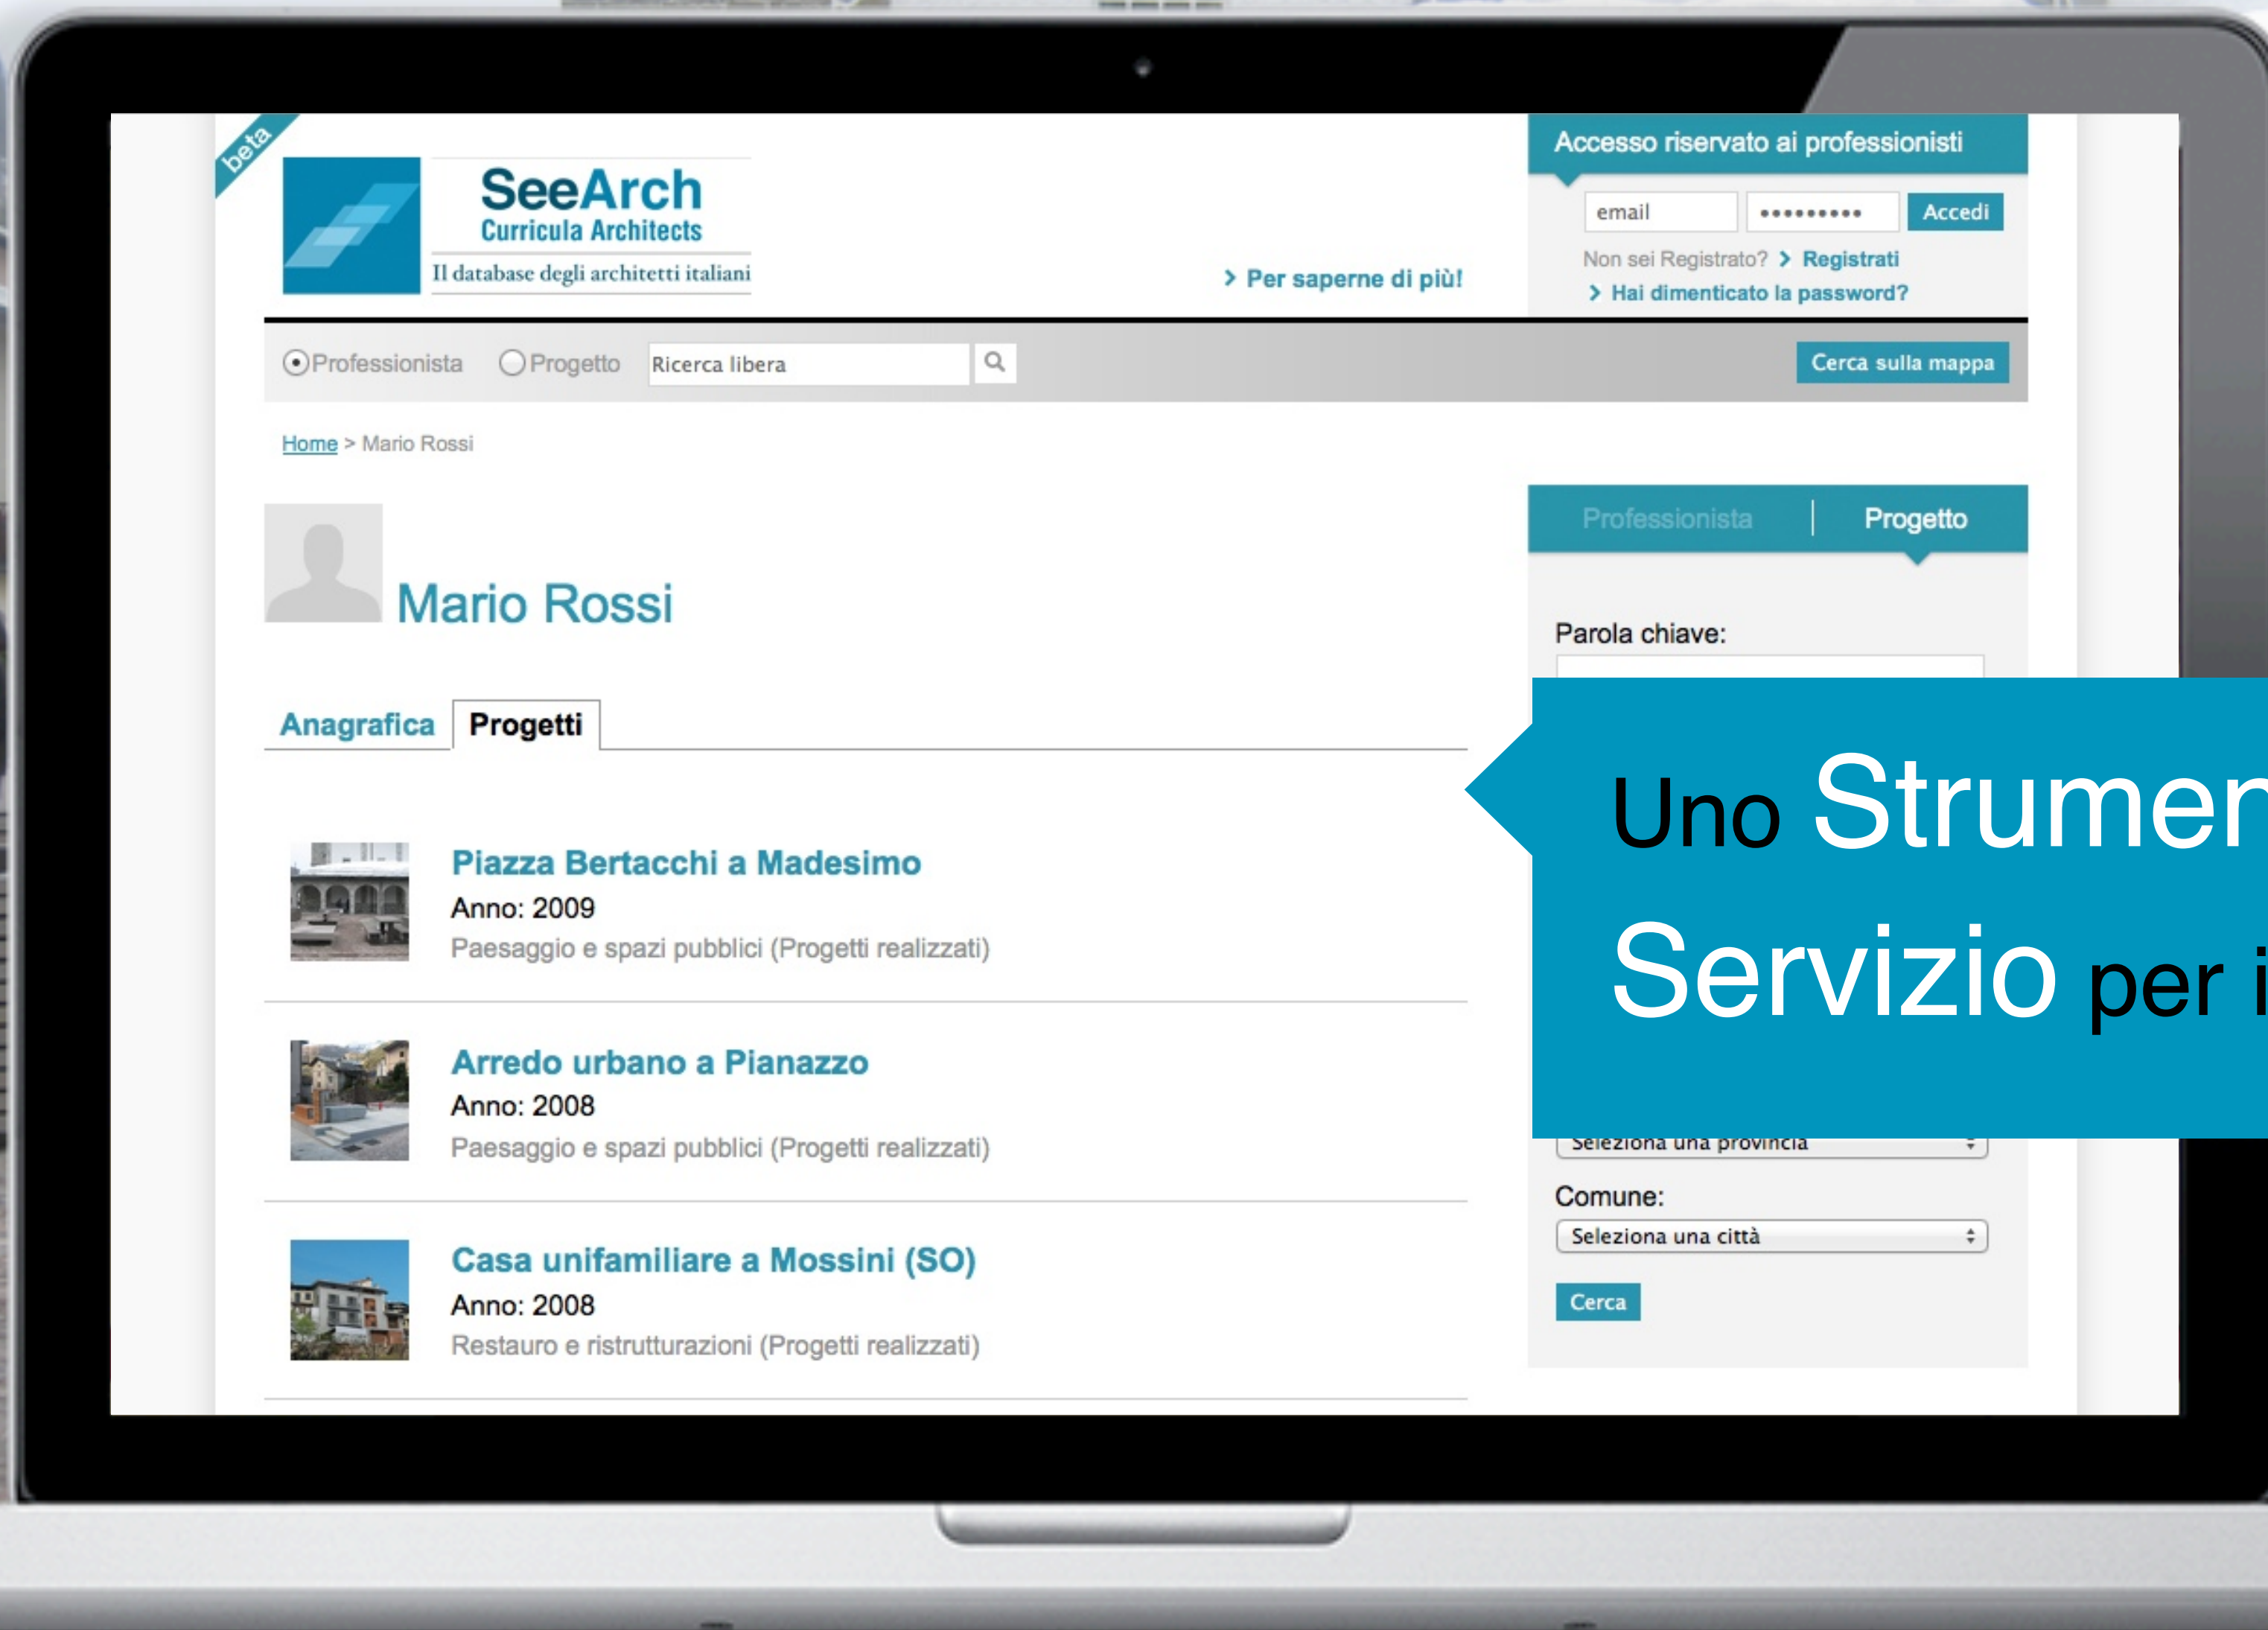 beta
SeeArch
Curricula Architects
Il database degli architetti italiani
> Per saperne di più!
Accesso riservato ai professionisti
email ••••••••• Accedi
Non sei Registrato? > Registrati
> Hai dimenticato la password?
Professionista Progetto Ricerca libera
Cerca sulla mappa
Home > Mario Rossi
Mario Rossi
Anagrafica Progetti
Piazza Bertacchi a Madesimo
Anno: 2009
Paesaggio e spazi pubblici (Progetti realizzati)
Arredo urbano a Pianazzo
Anno: 2008
Paesaggio e spazi pubblici (Progetti realizzati)
Casa unifamiliare a Mossini (SO)
Anno: 2008
Restauro e ristrutturazioni (Progetti realizzati)
Professionista | Progetto
Parola chiave:
Uno Strumen
Servizio per i
Seleziona una provincia
Comune:
Seleziona una città
Cerca